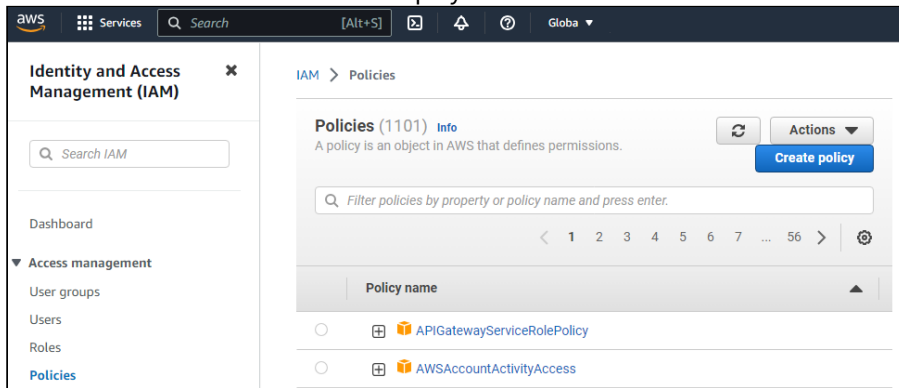 aws Services Search [Alt+S] Globa
Identity and Access
Management (IAM)
Search IAM
Dashboard
Access management
User groups
Users
Roles
Policies
IAM > Policies
Policies (1101) Info
A policy is an object in AWS that defines permissions.
Actions
Create policy
Filter policies by property or policy name and press enter.
< 1 2 3 4 5 6 7 ... 56 >
Policy name
APIGatewayServiceRolePolicy
AWSAccountActivityAccess